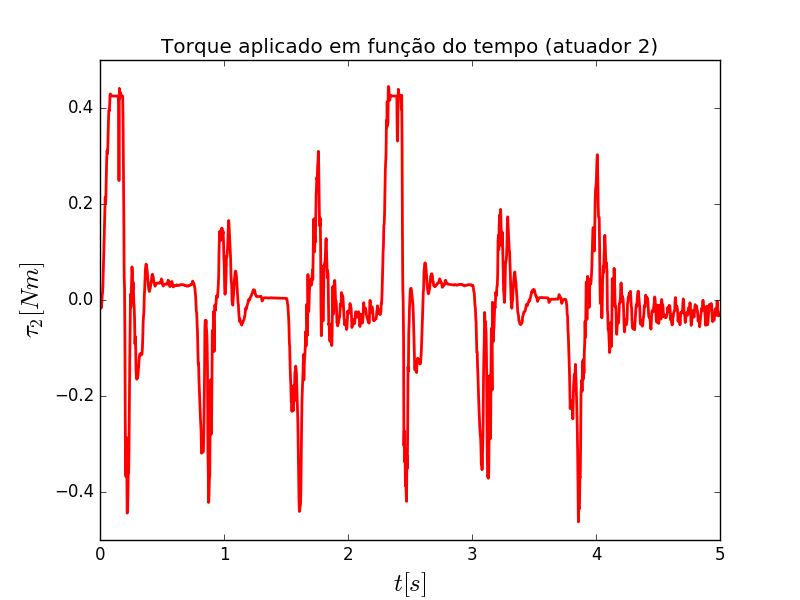 Torque aplicado em função do tempo (atuador 2)
0.4
0.2
0.0
−0.2
−0.4
τ₂[Nm]
0 1 2 3 4 5
t[s]